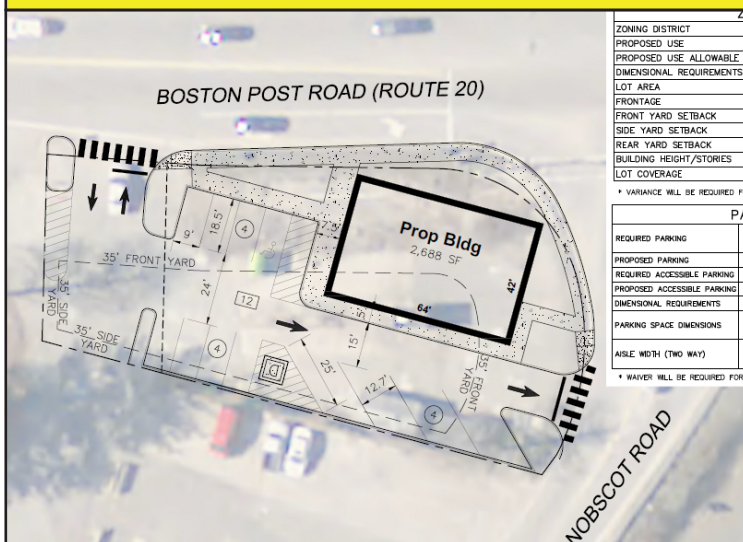 Z
ZONING DISTRICT
PROPOSED USE
PROPOSED USE ALLOWABLE
DIMENSIONAL REQUIREMENTS
LOT AREA
FRONTAGE
FRONT YARD SETBACK
SIDE YARD SETBACK
REAR YARD SETBACK
BUILDING HEIGHT/STORIES
LOT COVERAGE
* VARIANCE WILL BE REQUIRED F
PA
REQUIRED PARKING
PROPOSED PARKING
REQUIRED ACCESSIBLE PARKING
PROPOSED ACCESSIBLE PARKING
DIMENSIONAL REQUIREMENTS
PARKING SPACE DIMENSIONS
AISLE WIDTH (TWO WAY)
* WAIVER WILL BE REQUIRED FOR
BOSTON POST ROAD (ROUTE 20)
Prop Bldg
2,688 SF
42'
64'
5'
9'
18.5'
4
35' FRONT YARD
24'
12
35' SIDE
YARD
35' SIDE
YARD
4
15'
25'
12.7'
4
35' FRONT
YARD
NOBSCOT ROAD